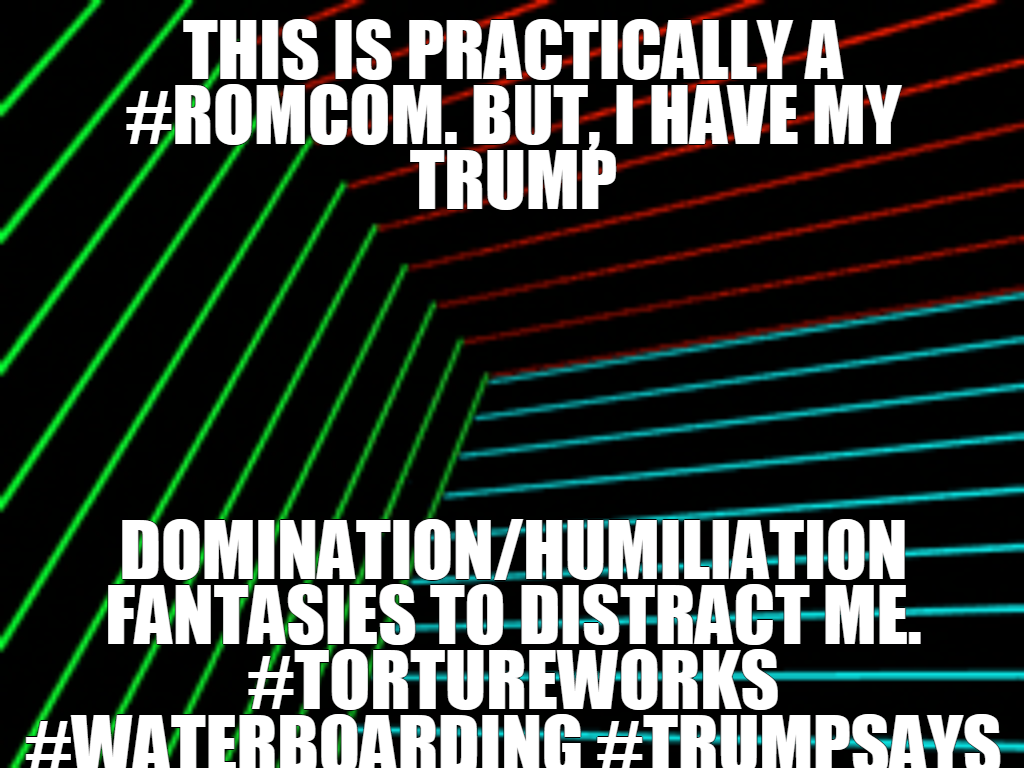 THIS IS PRACTICALLY A
#ROMCOM. BUT, I HAVE MY
TRUMP
DOMINATION/HUMILIATION
FANTASIES TO DISTRACT ME.
#TORTUREWORKS
#WATERBOARDING #TRUMPSAYS